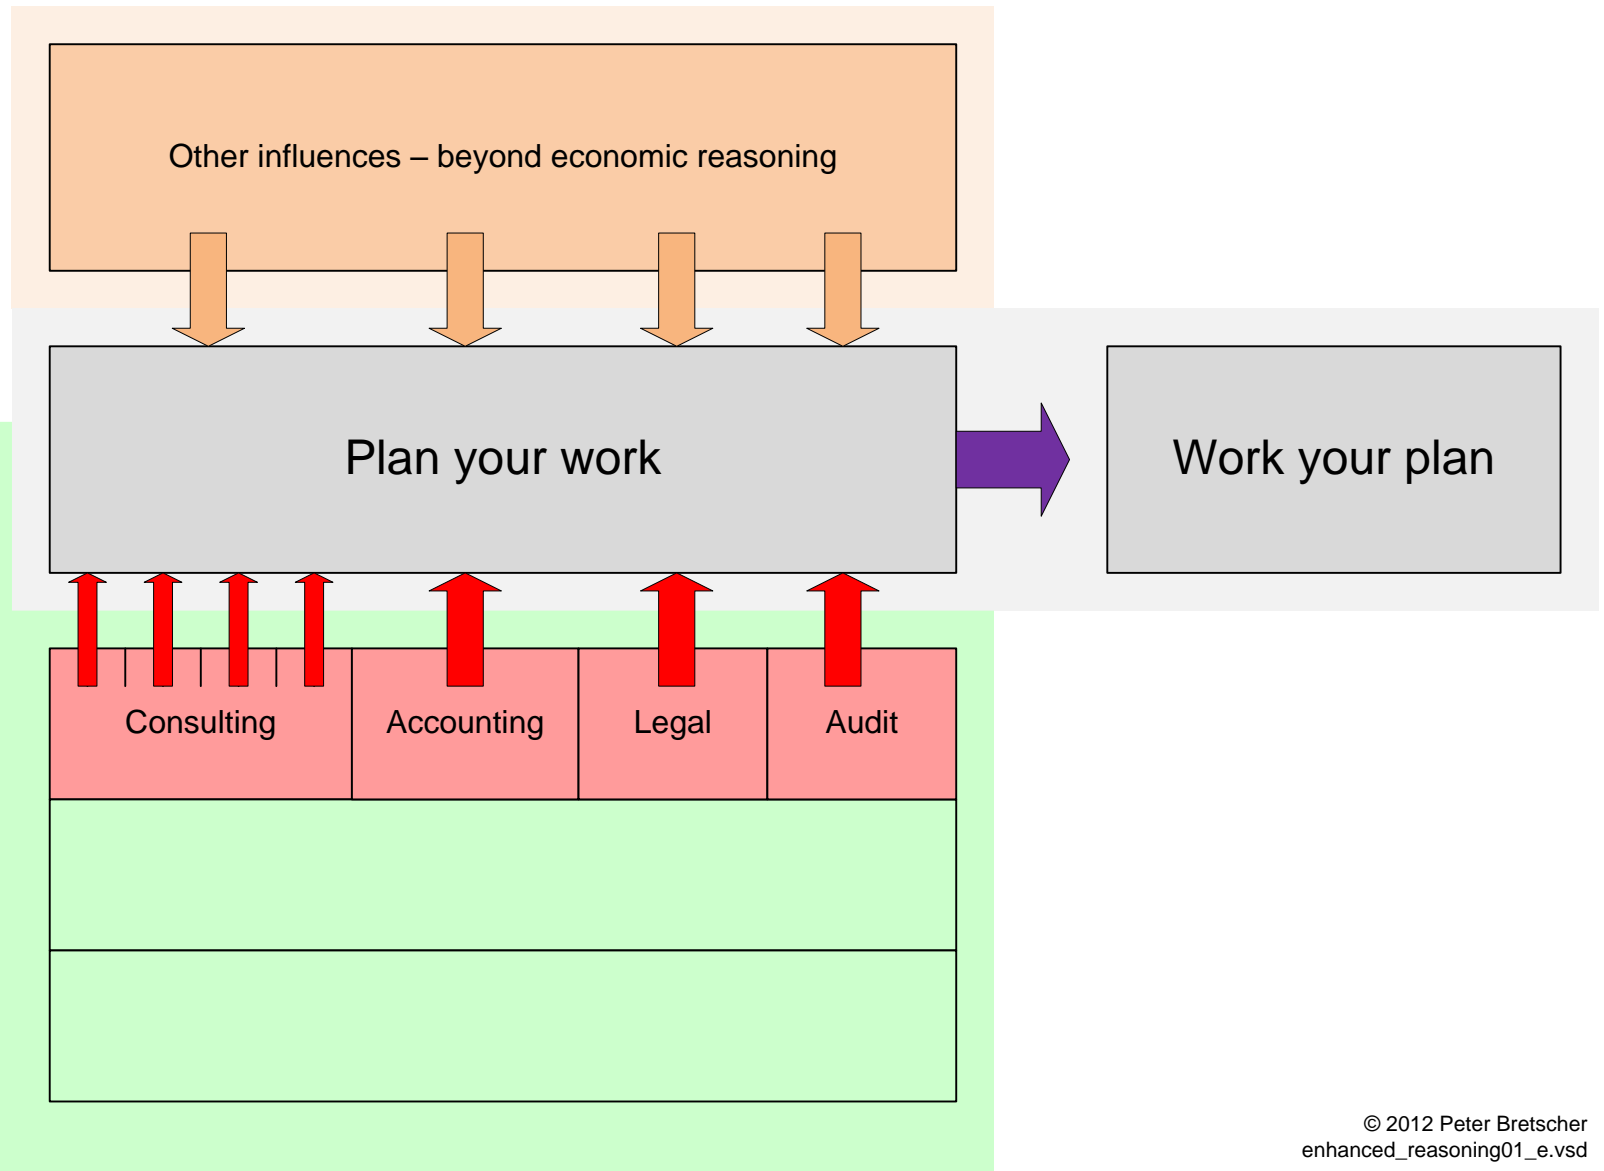 Other influences – beyond economic reasoning
Plan your work
Work your plan
Consulting
Accounting
Legal
Audit
© 2012 Peter Bretscher
enhanced_reasoning01_e.vsd